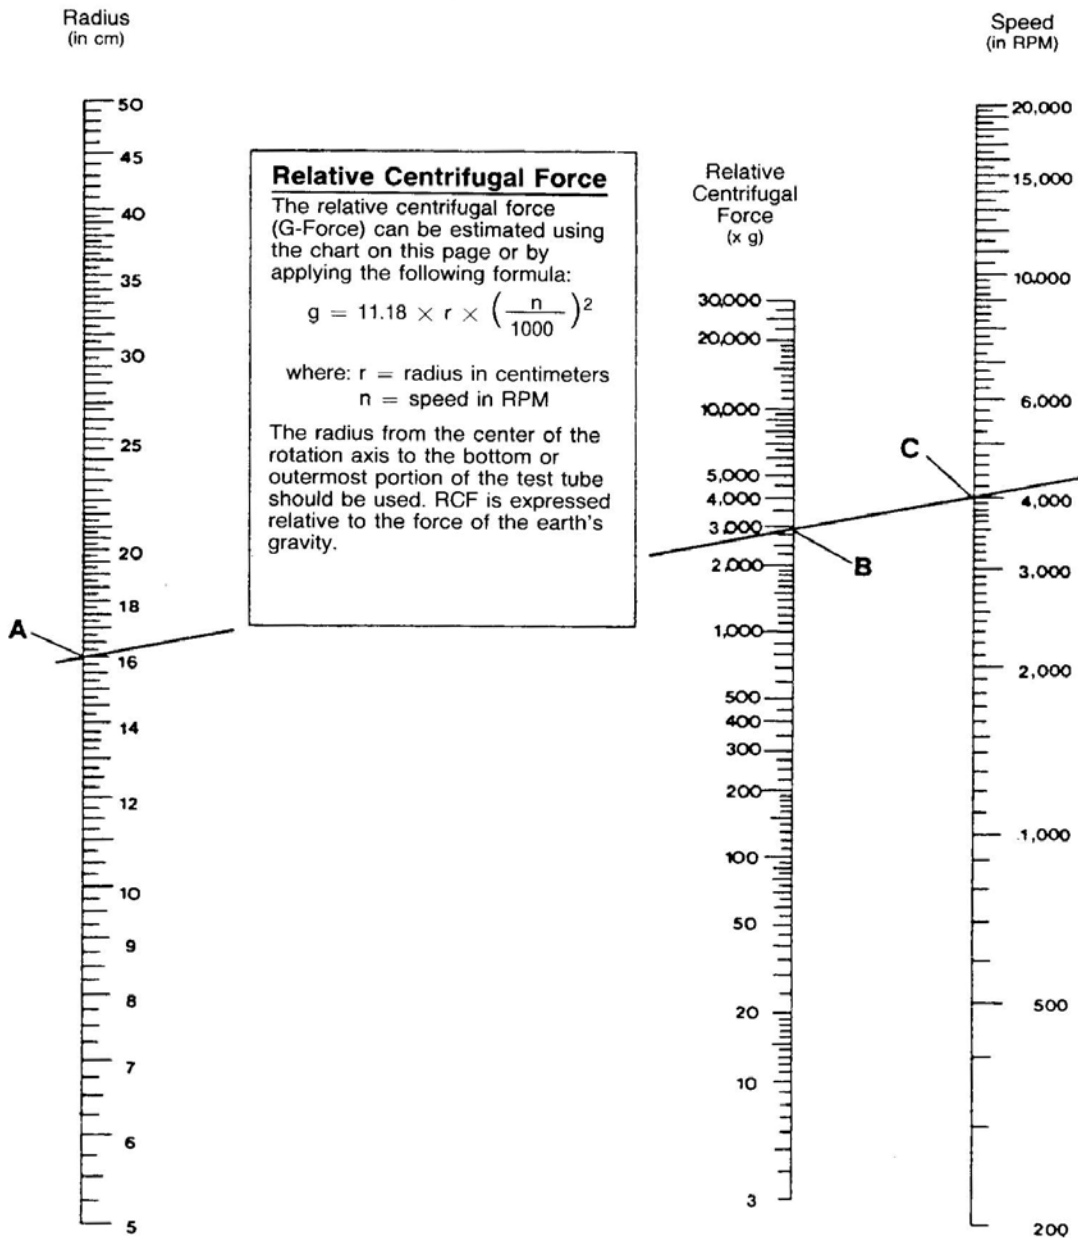 Radius
(in cm)
50
45
40
35
30
25
20
18
16
14
12
10
9
8
7
6
5
A
Relative Centrifugal Force
The relative centrifugal force
(G-Force) can be estimated using
the chart on this page or by
applying the following formula:
g = 11.18 × r × (n/1000)²
where: r = radius in centimeters
n = speed in RPM
The radius from the center of the
rotation axis to the bottom or
outermost portion of the test tube
should be used. RCF is expressed
relative to the force of the earth's
gravity.
Relative
Centrifugal
Force
(x g)
30,000
20,000
10,000
5,000
4,000
3,000
2,000
1,000
500
400
300
200
100
50
20
10
3
B
Speed
(in RPM)
20,000
15,000
10,000
6,000
4,000
3,000
2,000
1,000
500
200
C